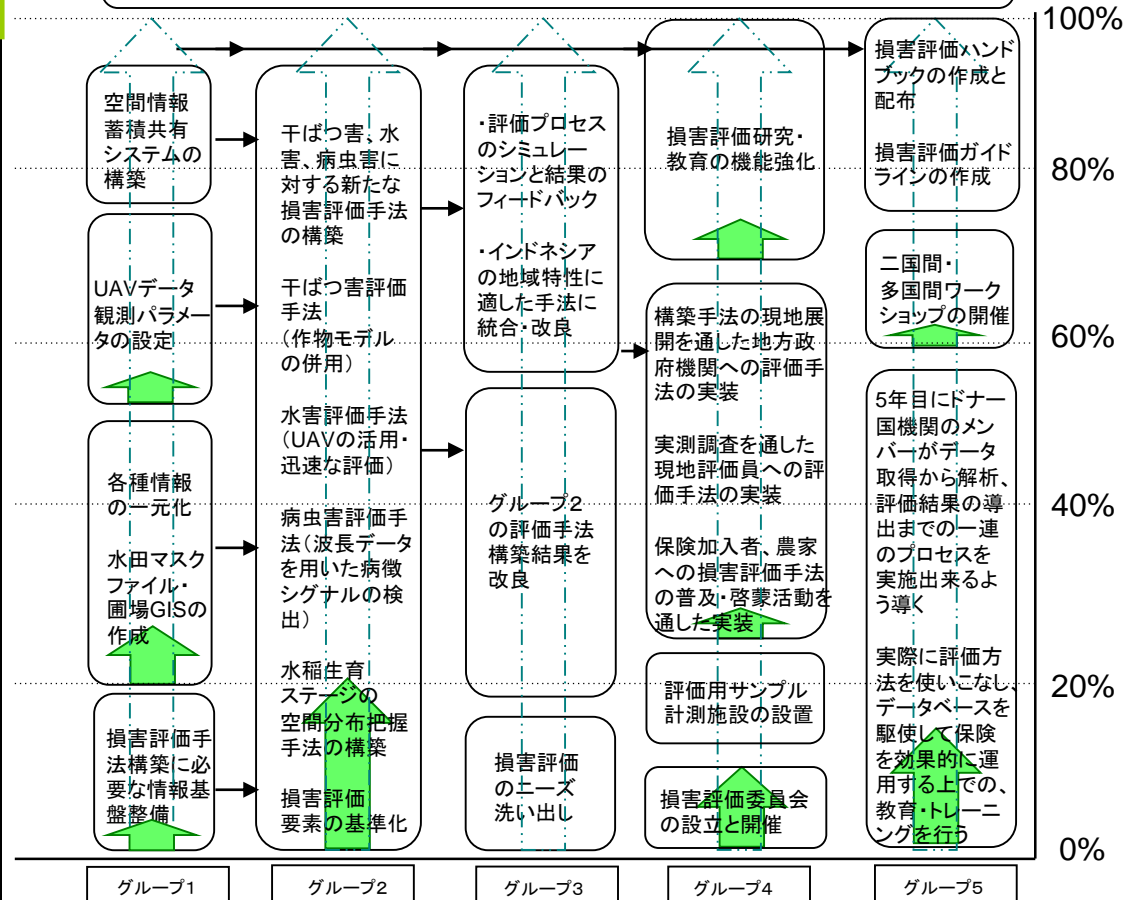 100%
80%
60%
40%
20%
0%
空間情報
蓄積共有
システムの
構築
UAVデータ
観測パラメー
タの設定
各種情報
の一元化
水田マスク
ファイル・
圃場GISの
作成
損害評価手
法構築に必
要な情報基
盤整備
干ばつ害、水
害、病虫害に
対する新たな
損害評価手法
の構築
干ばつ害評価
手法
（作物モデル
の併用）
水害評価手法
（UAVの活用・
迅速な評価）
病虫害評価手
法（波長データ
を用いた病徴
シグナルの検
出）
水稲生育
ステージの
空間分布把握
手法の構築
損害評価
要素の基準化
・評価プロセス
のシミュレー
ションと結果の
フィードバック
・インドネシア
の地域特性に
適した手法に
統合・改良
グループ2
の評価手法
構築結果を
改良
損害評価
のニーズ
洗い出し
損害評価研究・
教育の機能強化
構築手法の現地展
開を通した地方政
府機関への評価手
法の実装
実測調査を通した
現地評価員への評
価手法の実装
保険加入者、農家
への損害評価手法
の普及・啓蒙活動を
通した実装
評価用サンプル
計測施設の設置
損害評価委員会
の設立と開催
損害評価ハンド
ブックの作成と
配布
損害評価ガイド
ラインの作成
二国間・
多国間ワーク
ショップの開催
5年目にドナー
国機関のメン
バーがデータ
取得から解析、
評価結果の導
出までの一連
のプロセスを
実施出来るよ
う導く
実際に評価方
法を使いこなし、
データベースを
駆使して保険
を効果的に運
用する上での、
教育・トレーニ
ングを行う
グループ1
グループ2
グループ3
グループ4
グループ5